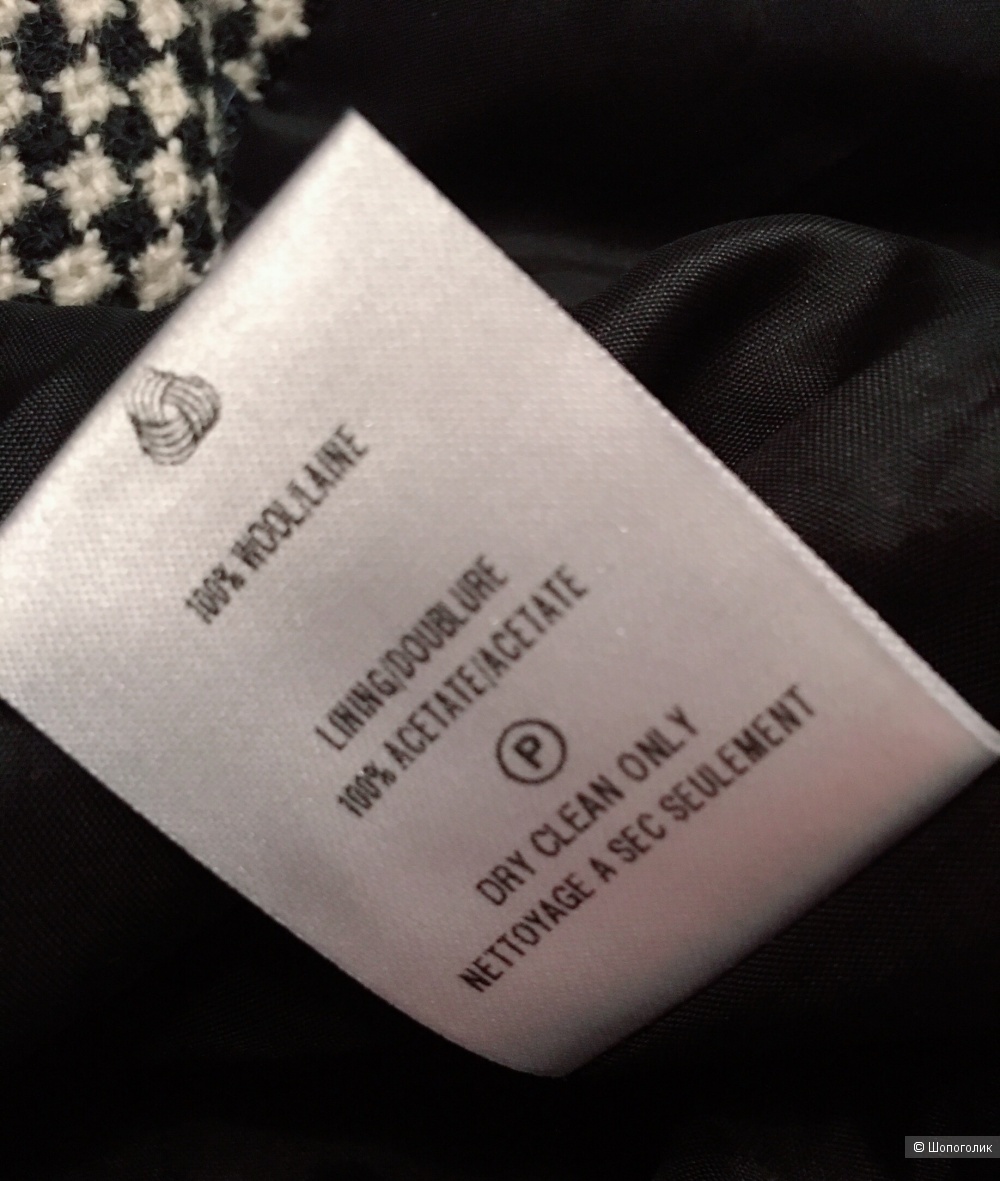 100% WOOL/LAINE
LINING/DOUBLURE
100% ACETATE/ACETATE
P
DRY CLEAN ONLY
NETTOYAGE A SEC SEULEMENT
© Шопоголик